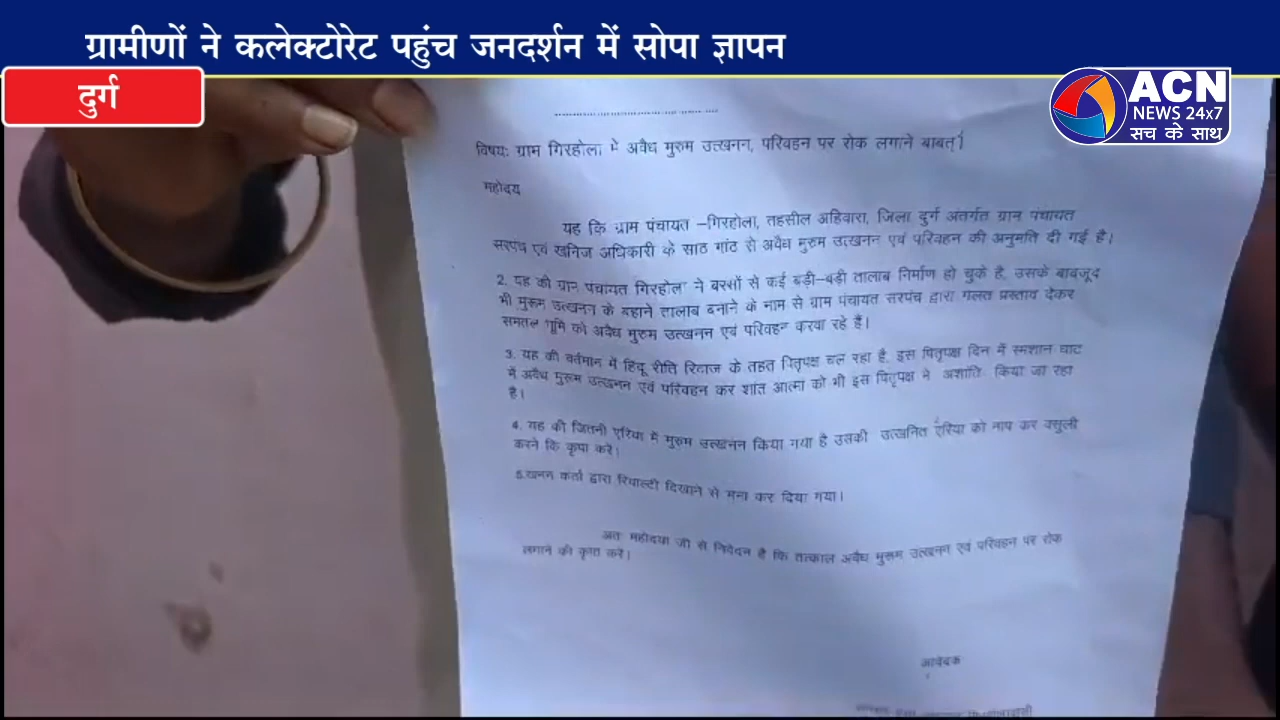 ग्रामीणों ने कलेक्टोरेट पहुंच जनदर्शन में सोपा ज्ञापन
दुर्ग
ACN
NEWS 24x7
सच के साथ
विषय: ग्राम गिरहोला में अवैध मुरुम उत्खनन, परिवहन पर रोक लगाने बाबत्।
महोदय
यह कि ग्राम पंचायत –गिरहोला, तहसील अहिवारा, जिला दुर्ग अंतर्गत ग्राम पंचायत
सरपंच एवं खनिज अधिकारी के साठ गांठ से अवैध मुरुम उत्खनन एवं परिवहन की अनुमति दी गई है।
2. यह की ग्राम पंचायत गिरहोला ने बरसों से कई बड़ी–बड़ी तालाब निर्माण हो चुके है, उसके बाबजूद
भी मुरूम उत्खनन के बहाने तालाब बनाने के नाम से ग्राम पंचायत सरपंच द्वारा गलत प्रस्ताव देकर
समतल भूमि को अवैध मुरुम उत्खनन एवं परिवहन करवा रहे हैं।
3. यह की वर्तमान में हिंदू रीति रिवाज के तहत पितृपक्ष चल रहा है, इस पितृपक्ष दिन में स्मशान घाट
में अवैध मुरुम उत्खनन एवं परिवहन कर शांत आत्मा को भी इस पितृपक्ष में अशांति किया जा रहा
है।
4. यह की जितनी एरिया में मुरुम उत्खनन किया गया है उसकी उत्खनित एरिया को नाप कर वसुली
करने कि कृपा करें।
5.खनन कर्ता द्वारा रियाल्टी दिखाने से मना कर दिया गया।
अतः महोदया जी से निवेदन है कि तत्काल अवैध मुरूम उत्खनन एवं परिवहन पर रोक
लगाने की कृपा करें।
आवेदक